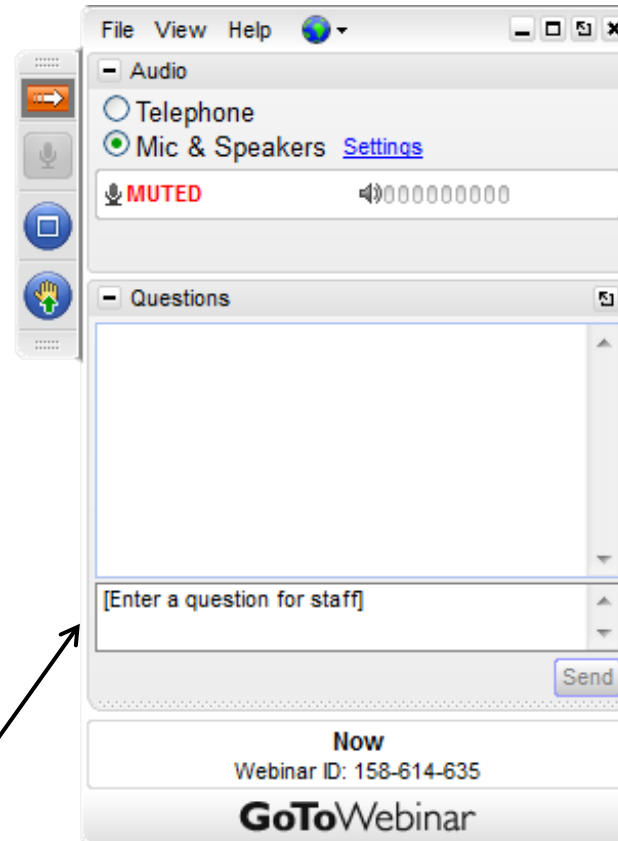 File View Help
Audio
Telephone
Mic & Speakers Settings
MUTED 000000000
Questions
[Enter a question for staff]
Send
Now
Webinar ID: 158-614-635
GoToWebinar